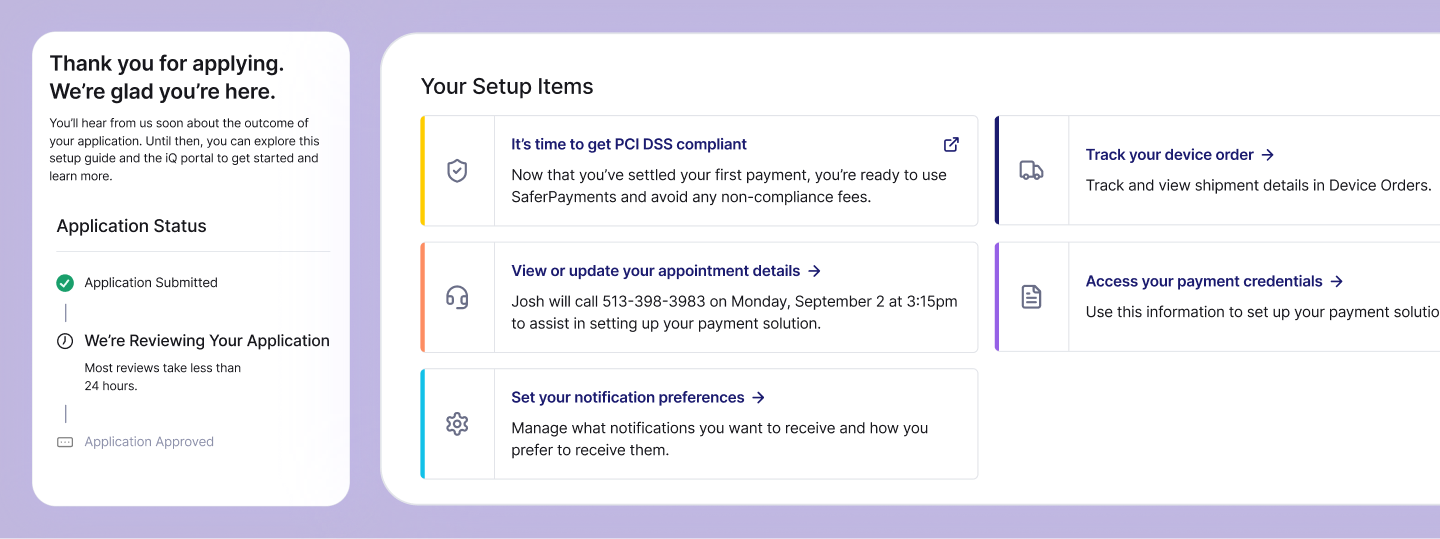 Thank you for applying.
We’re glad you’re here.
You’ll hear from us soon about the outcome of
your application. Until then, you can explore this
setup guide and the iQ portal to get started and
learn more.
Application Status
Application Submitted
We’re Reviewing Your Application
Most reviews take less than
24 hours.
Application Approved
Your Setup Items
It’s time to get PCI DSS compliant
Now that you’ve settled your first payment, you’re ready to use
SaferPayments and avoid any non-compliance fees.
Track your device order
Track and view shipment details in Device Orders.
View or update your appointment details
Josh will call 513-398-3983 on Monday, September 2 at 3:15pm
to assist in setting up your payment solution.
Access your payment credentials
Use this information to set up your payment solutio
Set your notification preferences
Manage what notifications you want to receive and how you
prefer to receive them.